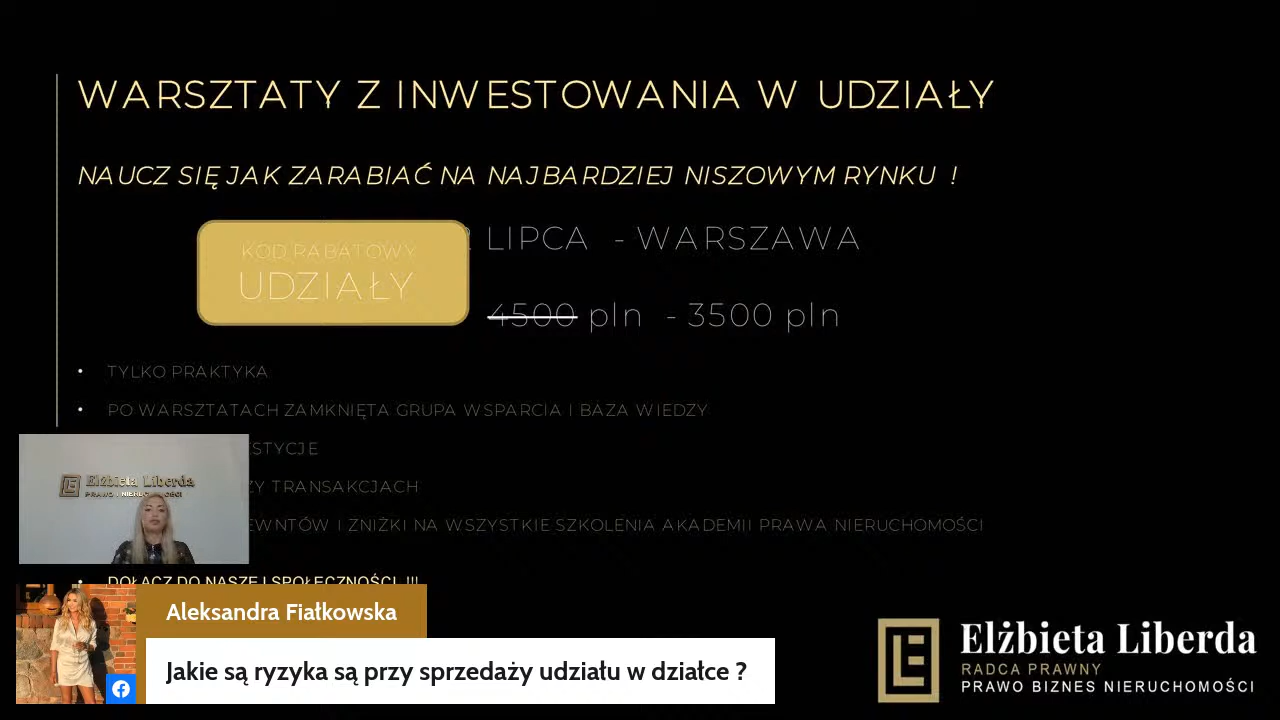 WARSZTATY Z INWESTOWANIA W UDZIAŁY
NAUCZ SIĘ JAK ZARABIAĆ NA NAJBARDZIEJ NISZOWYM RYNKU !
LIPCA - WARSZAWA
KOD RABATOWY
UDZIAŁY
4500 pln - 3500 pln
• TYLKO PRAKTYKA
• PO WARSZTATACH ZAMKNIĘTA GRUPA WSPARCIA I BAZA WIEDZY
ESTYCJE
ZY TRANSAKCJACH
EWNTÓW I ZNIŻKI NA WSZYSTKIE SZKOLENIA AKADEMII PRAWA NIERUCHOMOŚCI
• DOŁĄCZ DO NASZEJ SPOŁECZNOŚCI !!!
Elżbieta Liberda
PRAWO I NIERUCHOMOŚCI
Aleksandra Fiałkowska
Jakie są ryzyka są przy sprzedaży udziału w działce ?
Elżbieta Liberda
RADCA PRAWNY
PRAWO BIZNES NIERUCHOMOŚCI